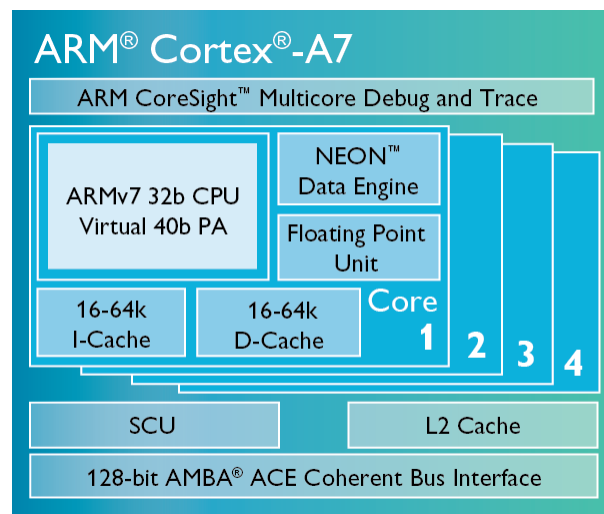 ARM® Cortex®-A7
ARM CoreSight™ Multicore Debug and Trace
ARMv7 32b CPU
Virtual 40b PA
NEON™
Data Engine
Floating Point
Unit
16-64k
I-Cache
16-64k
D-Cache
Core
1
2
3
4
SCU
L2 Cache
128-bit AMBA® ACE Coherent Bus Interface